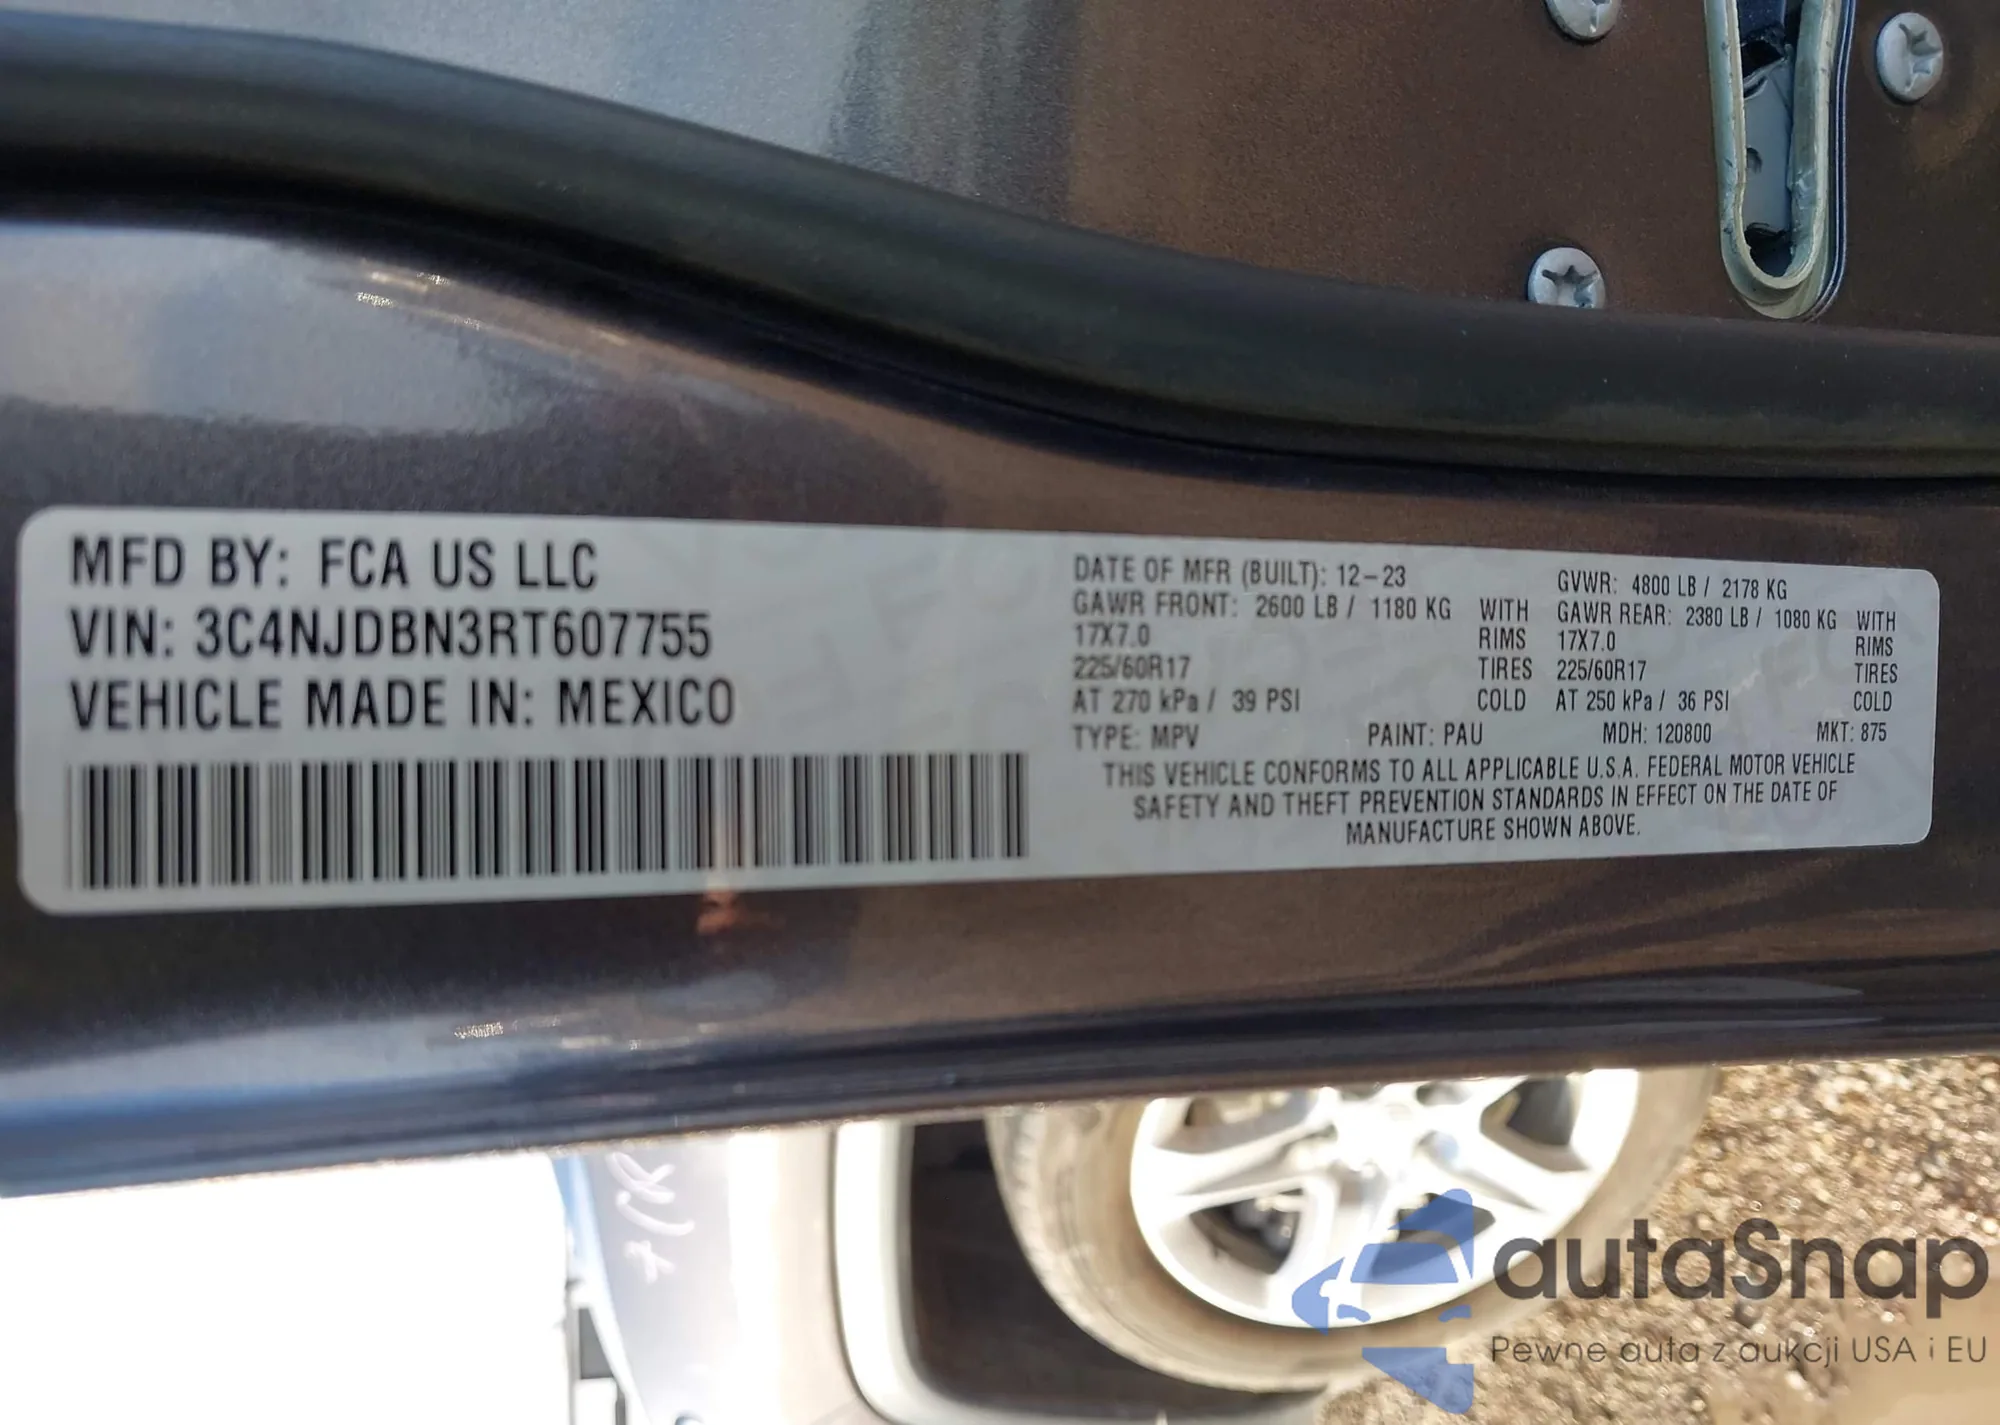 MFD BY: FCA US LLC
VIN: 3C4NJDBN3RT607755
VEHICLE MADE IN: MEXICO
DATE OF MFR (BUILT): 12-23 GVWR: 4800 LB / 2178 KG
GAWR FRONT: 2600 LB / 1180 KG WITH GAWR REAR: 2380 LB / 1080 KG WITH
17X7.0 RIMS 17X7.0 RIMS
225/60R17 TIRES 225/60R17 TIRES
AT 270 kPa / 39 PSI COLD AT 250 kPa / 36 PSI COLD
TYPE: MPV PAINT: PAU MDH: 120800 MKT: 875
THIS VEHICLE CONFORMS TO ALL APPLICABLE U.S.A. FEDERAL MOTOR VEHICLE
SAFETY AND THEFT PREVENTION STANDARDS IN EFFECT ON THE DATE OF
MANUFACTURE SHOWN ABOVE.
autaSnap
Pewne auta z aukcji USA i EU